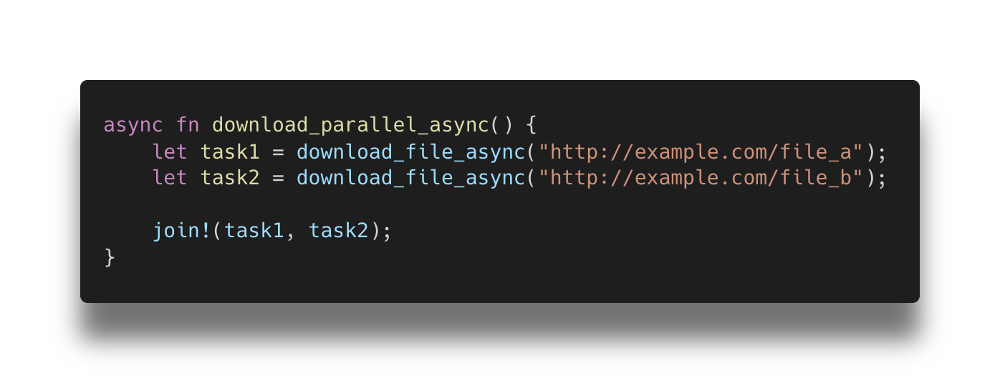 async fn download_parallel_async() {
    let task1 = download_file_async("http://example.com/file_a");
    let task2 = download_file_async("http://example.com/file_b");

    join!(task1, task2);
}